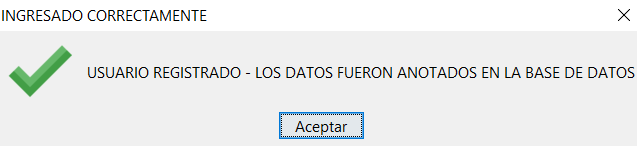 INGRESADO CORRECTAMENTE
USUARIO REGISTRADO - LOS DATOS FUERON ANOTADOS EN LA BASE DE DATOS
Aceptar